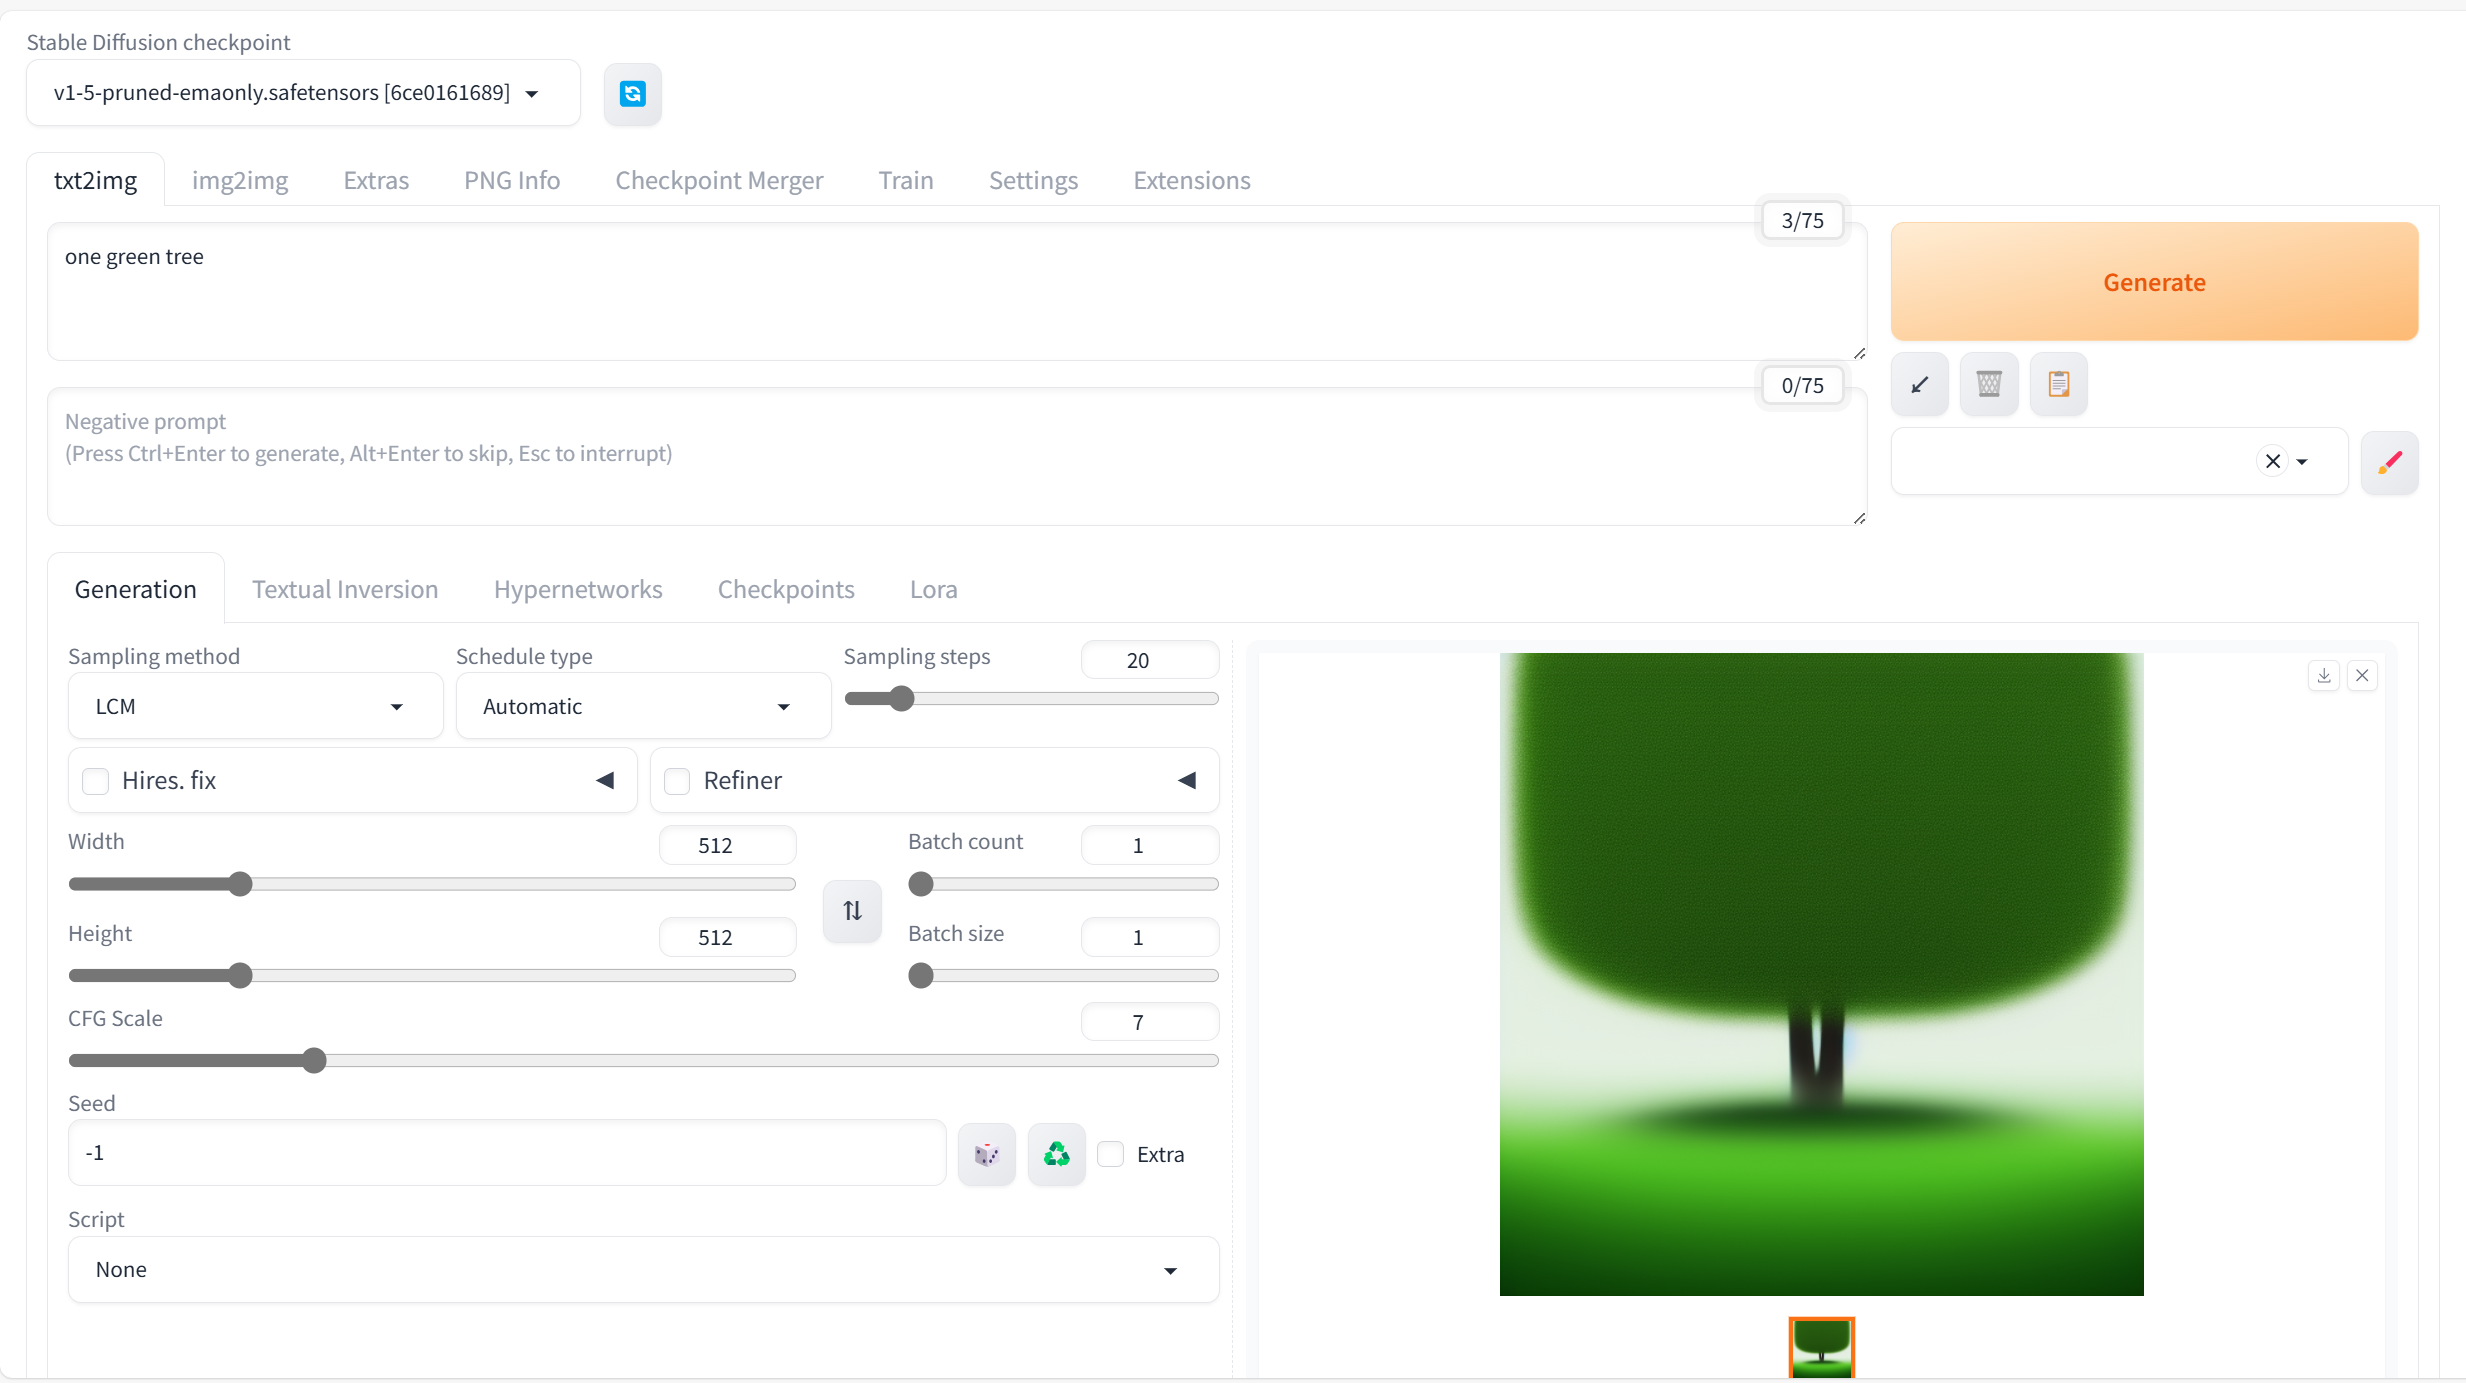 Stable Diffusion checkpoint
v1-5-pruned-emaonly.safetensors [6ce0161689]
txt2img img2img Extras PNG Info Checkpoint Merger Train Settings Extensions
3/75
one green tree
Generate
0/75
Negative prompt
(Press Ctrl+Enter to generate, Alt+Enter to skip, Esc to interrupt)
Generation Textual Inversion Hypernetworks Checkpoints Lora
Sampling method Schedule type Sampling steps 20
LCM Automatic
Hires. fix Refiner
Width 512 Batch count 1
Height 512 Batch size 1
CFG Scale 7
Seed
-1 Extra
Script
None